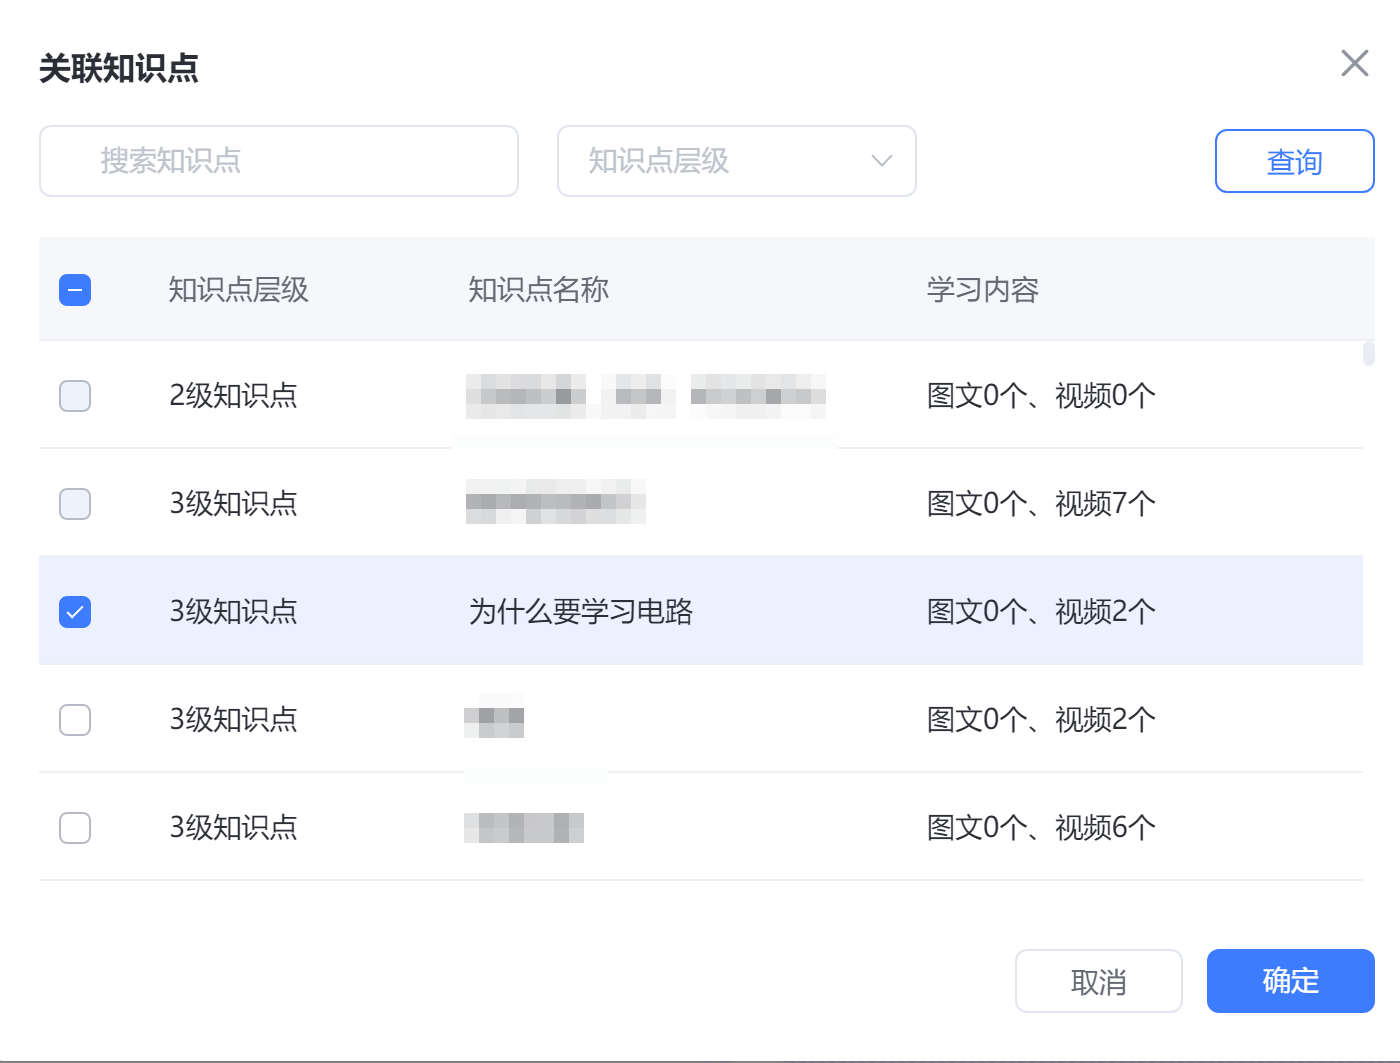 关联知识点
搜索知识点 知识点层级 查询
知识点层级 知识点名称 学习内容
2级知识点 图文0个、视频0个
3级知识点 图文0个、视频7个
3级知识点 为什么要学习电路 图文0个、视频2个
3级知识点 图文0个、视频2个
3级知识点 图文0个、视频6个
取消 确定